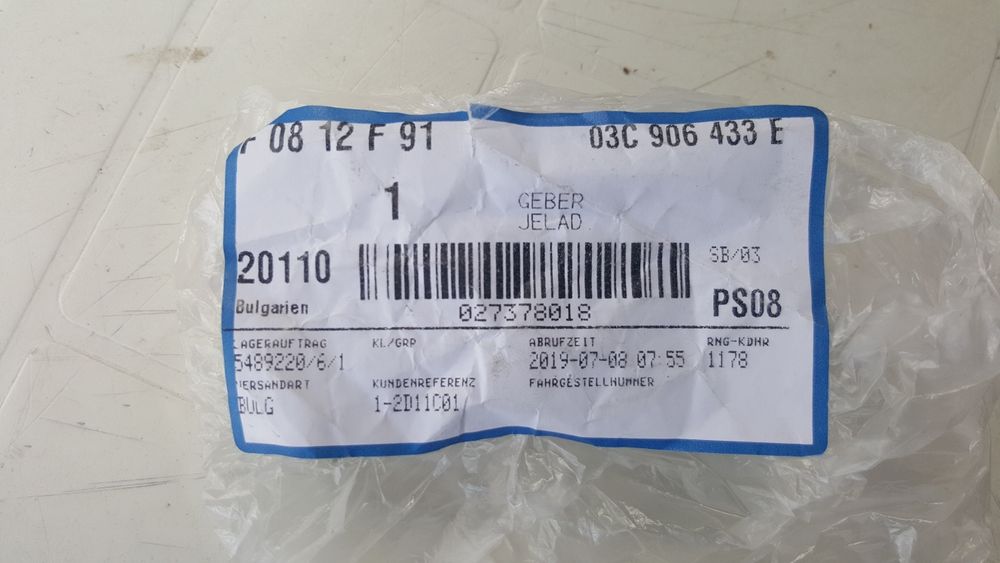 F 08 12 F 91 03C 906 433 E
1
GEBER
JELAD
20110 SB/03
Bulgarien 027378018 PS08
LAGERAUFTRAG KL/GRP ABRUFZEIT RNG-KDNR
5489220/6/1 2019-07-08 07:55 1178
VERSANDART KUNDENREFERENZ FAHRGESTELLNUMMER
BULG 1-2D11C01